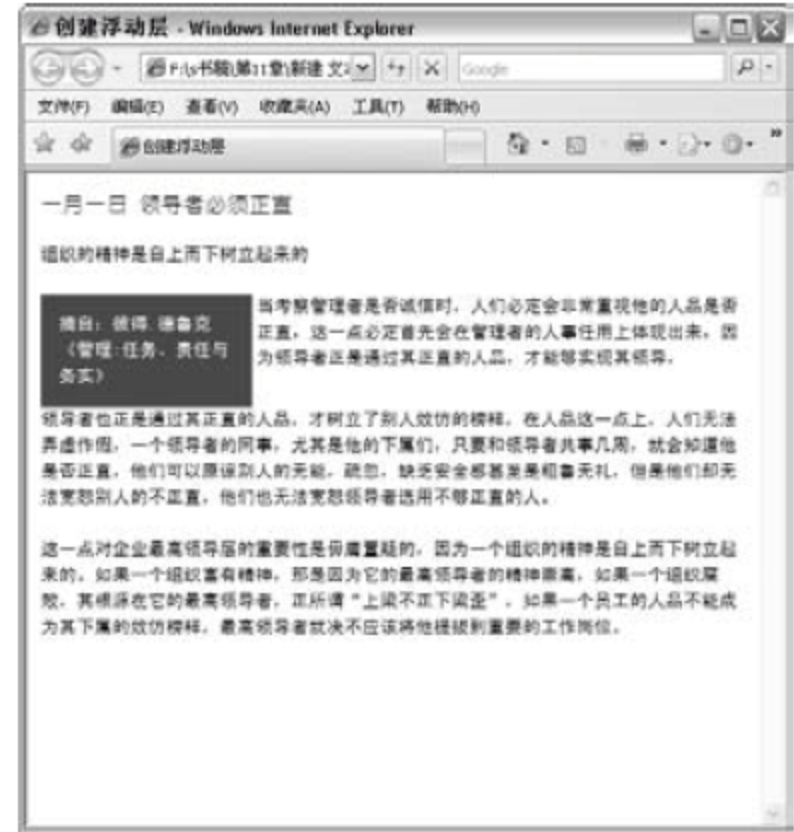 创建浮动层 - Windows Internet Explorer
F:\s书稿\第11章\新建 文
Google
文件(F) 编辑(E) 查看(V) 收藏夹(A) 工具(T) 帮助(H)
创建浮动层
一月一日 领导者必须正直
组织的精神是自上而下树立起来的
摘自：彼得·德鲁克
《管理:任务、责任与
务实》
当考察管理者是否诚信时，人们必定会非常重视他的人品是否
正直，这一点必定首先会在管理者的人事任用上体现出来，因
为领导者正是通过其正直的人品，才能够实现其领导。
领导者也正是通过其正直的人品，才树立了别人效仿的榜样。在人品这一点上，人们无法
弄虚作假，一个领导者的同事，尤其是他的下属们，只要和领导者共事几周，就会知道他
是否正直，他们可以原谅别人的无能，疏忽，缺乏安全感甚至是粗鲁无礼，但是他们却无
法宽恕别人的不正直，他们也无法宽恕领导者选用不够正直的人。
这一点对企业最高领导层的重要性是毋庸置疑的，因为一个组织的精神是自上而下树立起
来的，如果一个组织富有精神，那是因为它的最高领导者的精神崇高，如果一个组织腐
败，其根源在它的最高领导者，正所谓“上梁不正下梁歪”，如果一个员工的人品不能成
为其下属的效仿榜样，最高领导者就决不应该将他提拔到重要的工作岗位。